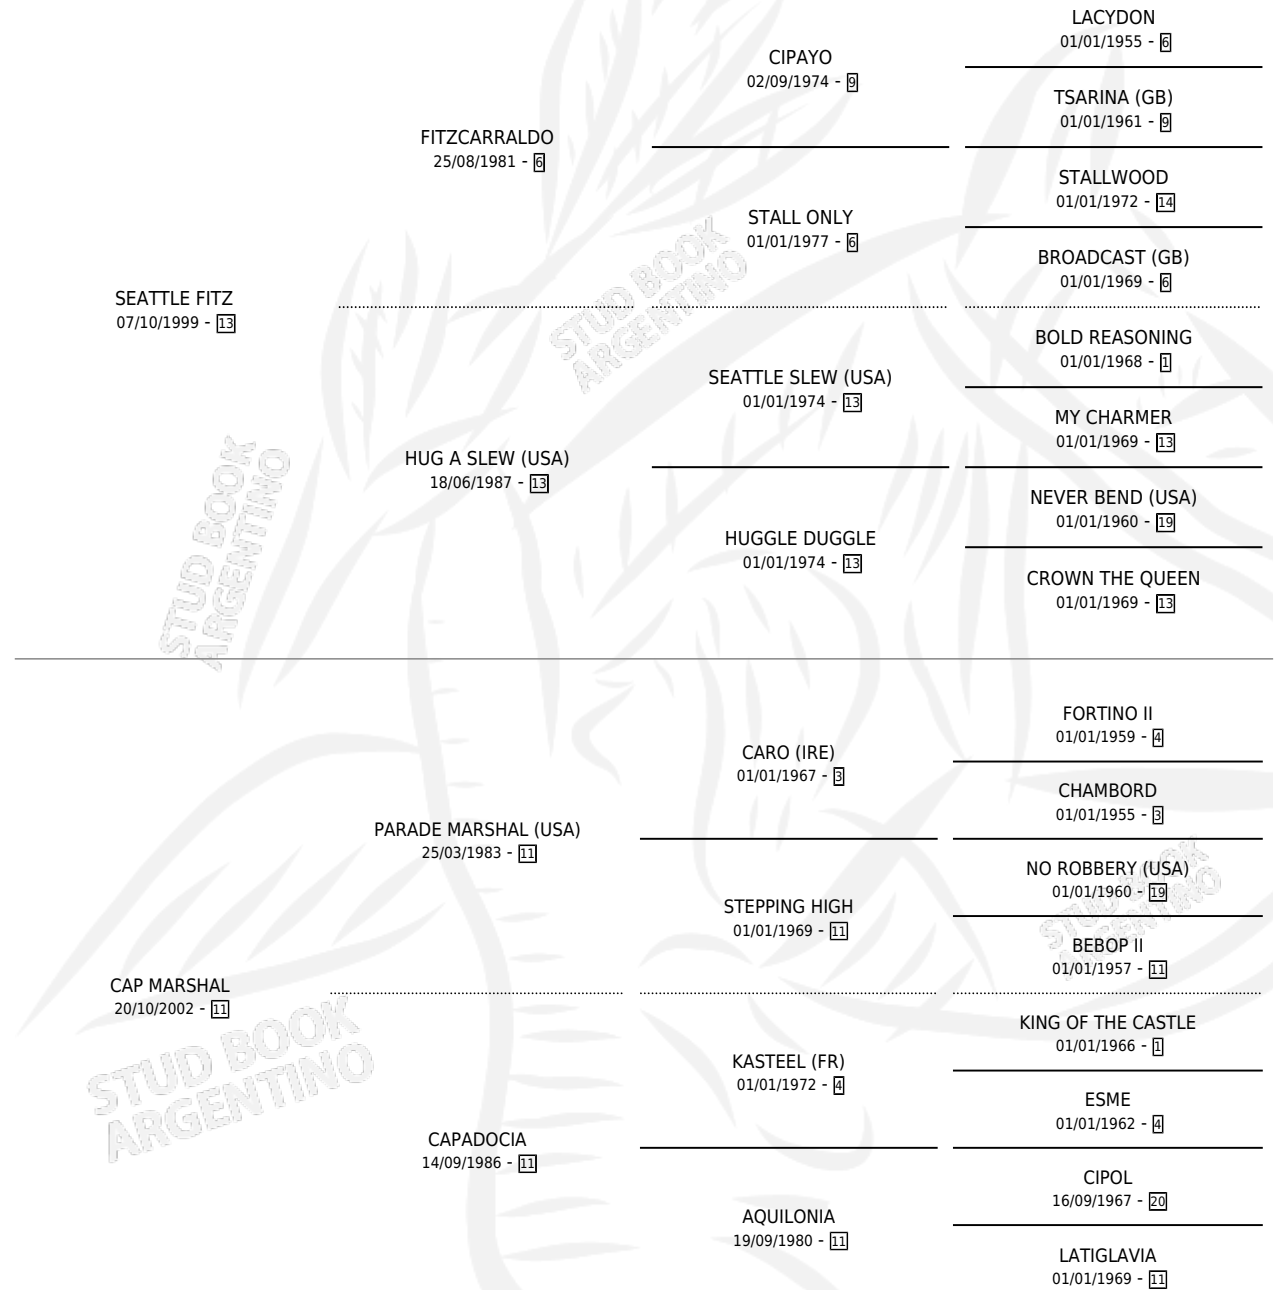 LACYDON
01/01/1955 - 6
CIPAYO
02/09/1974 - 9
TSARINA (GB)
01/01/1961 - 9
FITZCARRALDO
25/08/1981 - 6
STALLWOOD
01/01/1972 - 14
STALL ONLY
01/01/1977 - 6
BROADCAST (GB)
01/01/1969 - 6
SEATTLE FITZ
07/10/1999 - 13
STUD BOOK
ARGENTINO
BOLD REASONING
01/01/1968 - 1
SEATTLE SLEW (USA)
01/01/1974 - 13
MY CHARMER
01/01/1969 - 13
HUG A SLEW (USA)
18/06/1987 - 13
NEVER BEND (USA)
01/01/1960 - 19
HUGGLE DUGGLE
01/01/1974 - 13
CROWN THE QUEEN
01/01/1969 - 13
STUD BOOK
ARGENTINO
FORTINO II
01/01/1959 - 4
CARO (IRE)
01/01/1967 - 3
CHAMBORD
01/01/1955 - 3
PARADE MARSHAL (USA)
25/03/1983 - 11
NO ROBBERY (USA)
01/01/1960 - 19
STEPPING HIGH
01/01/1969 - 11
BEBOP II
01/01/1957 - 11
STUD BOOK
ARGENTINO
CAP MARSHAL
20/10/2002 - 11
KING OF THE CASTLE
01/01/1966 - 1
KASTEEL (FR)
01/01/1972 - 4
ESME
01/01/1962 - 4
STUD BOOK
ARGENTINO
CAPADOCIA
14/09/1986 - 11
CIPOL
16/09/1967 - 20
AQUILONIA
19/09/1980 - 11
LATIGLAVIA
01/01/1969 - 11